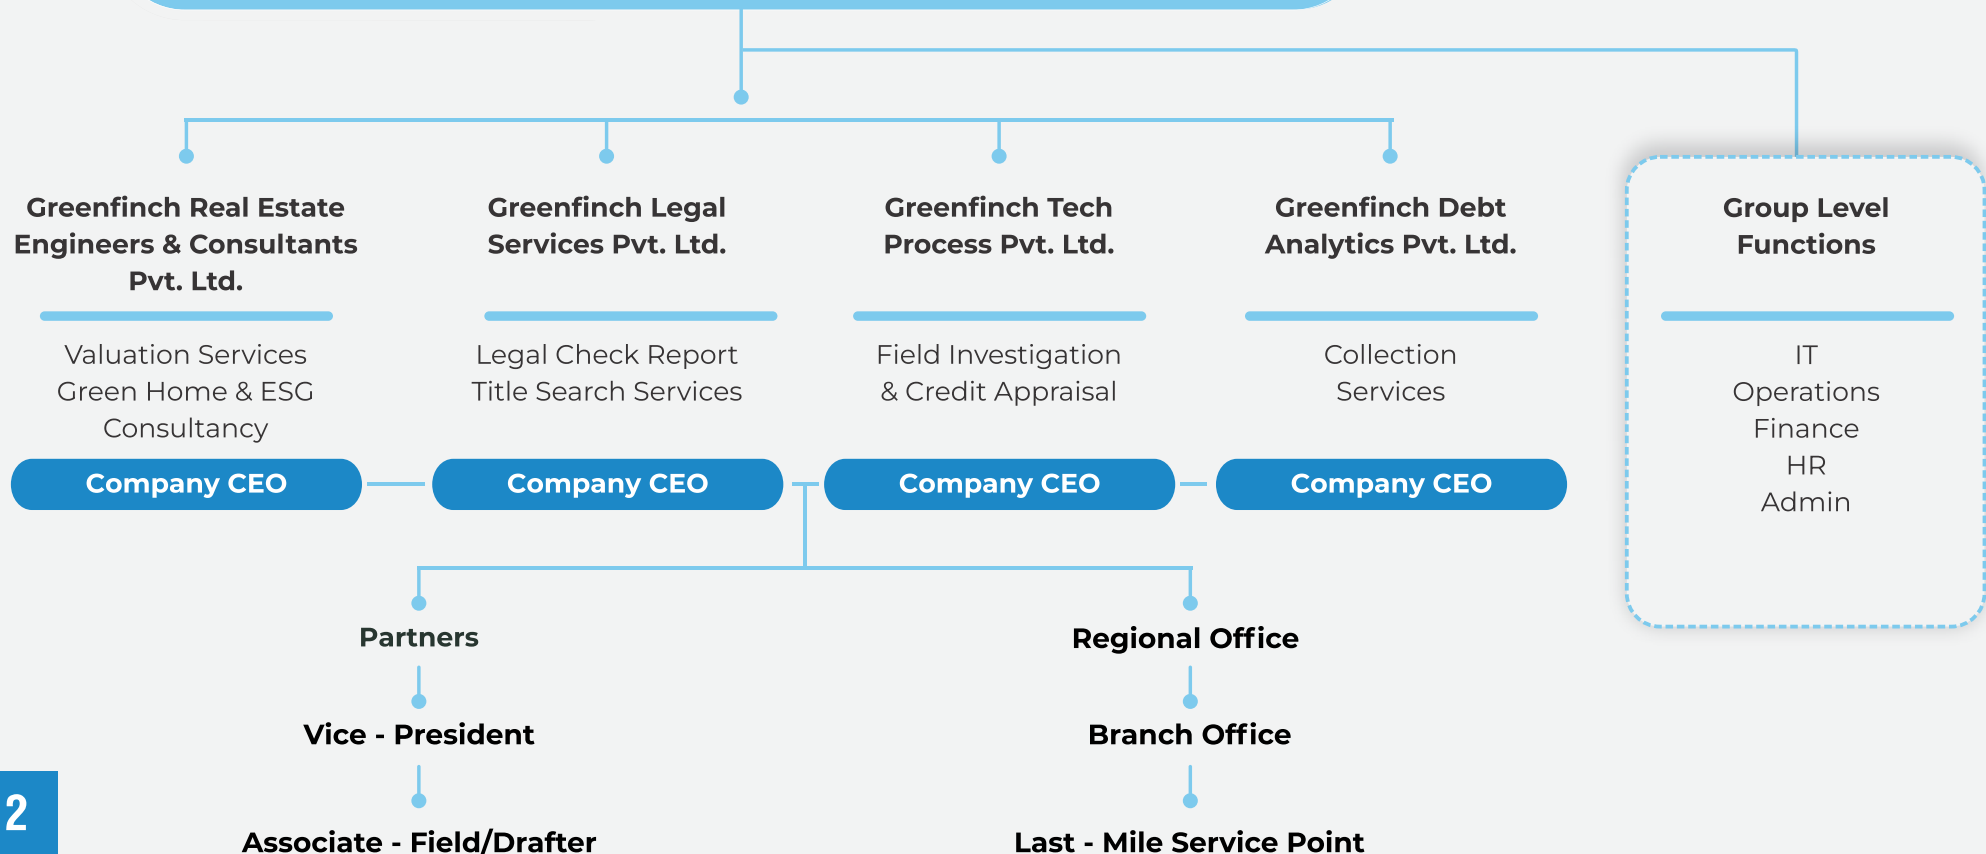 Greenfinch Real Estate
Engineers & Consultants
Pvt. Ltd.
Valuation Services
Green Home & ESG
Consultancy
Company CEO
Greenfinch Legal
Services Pvt. Ltd.
Legal Check Report
Title Search Services
Company CEO
Greenfinch Tech
Process Pvt. Ltd.
Field Investigation
& Credit Appraisal
Company CEO
Greenfinch Debt
Analytics Pvt. Ltd.
Collection
Services
Company CEO
Group Level
Functions
IT
Operations
Finance
HR
Admin
Partners
Vice - President
Associate - Field/Drafter
Regional Office
Branch Office
Last - Mile Service Point
2